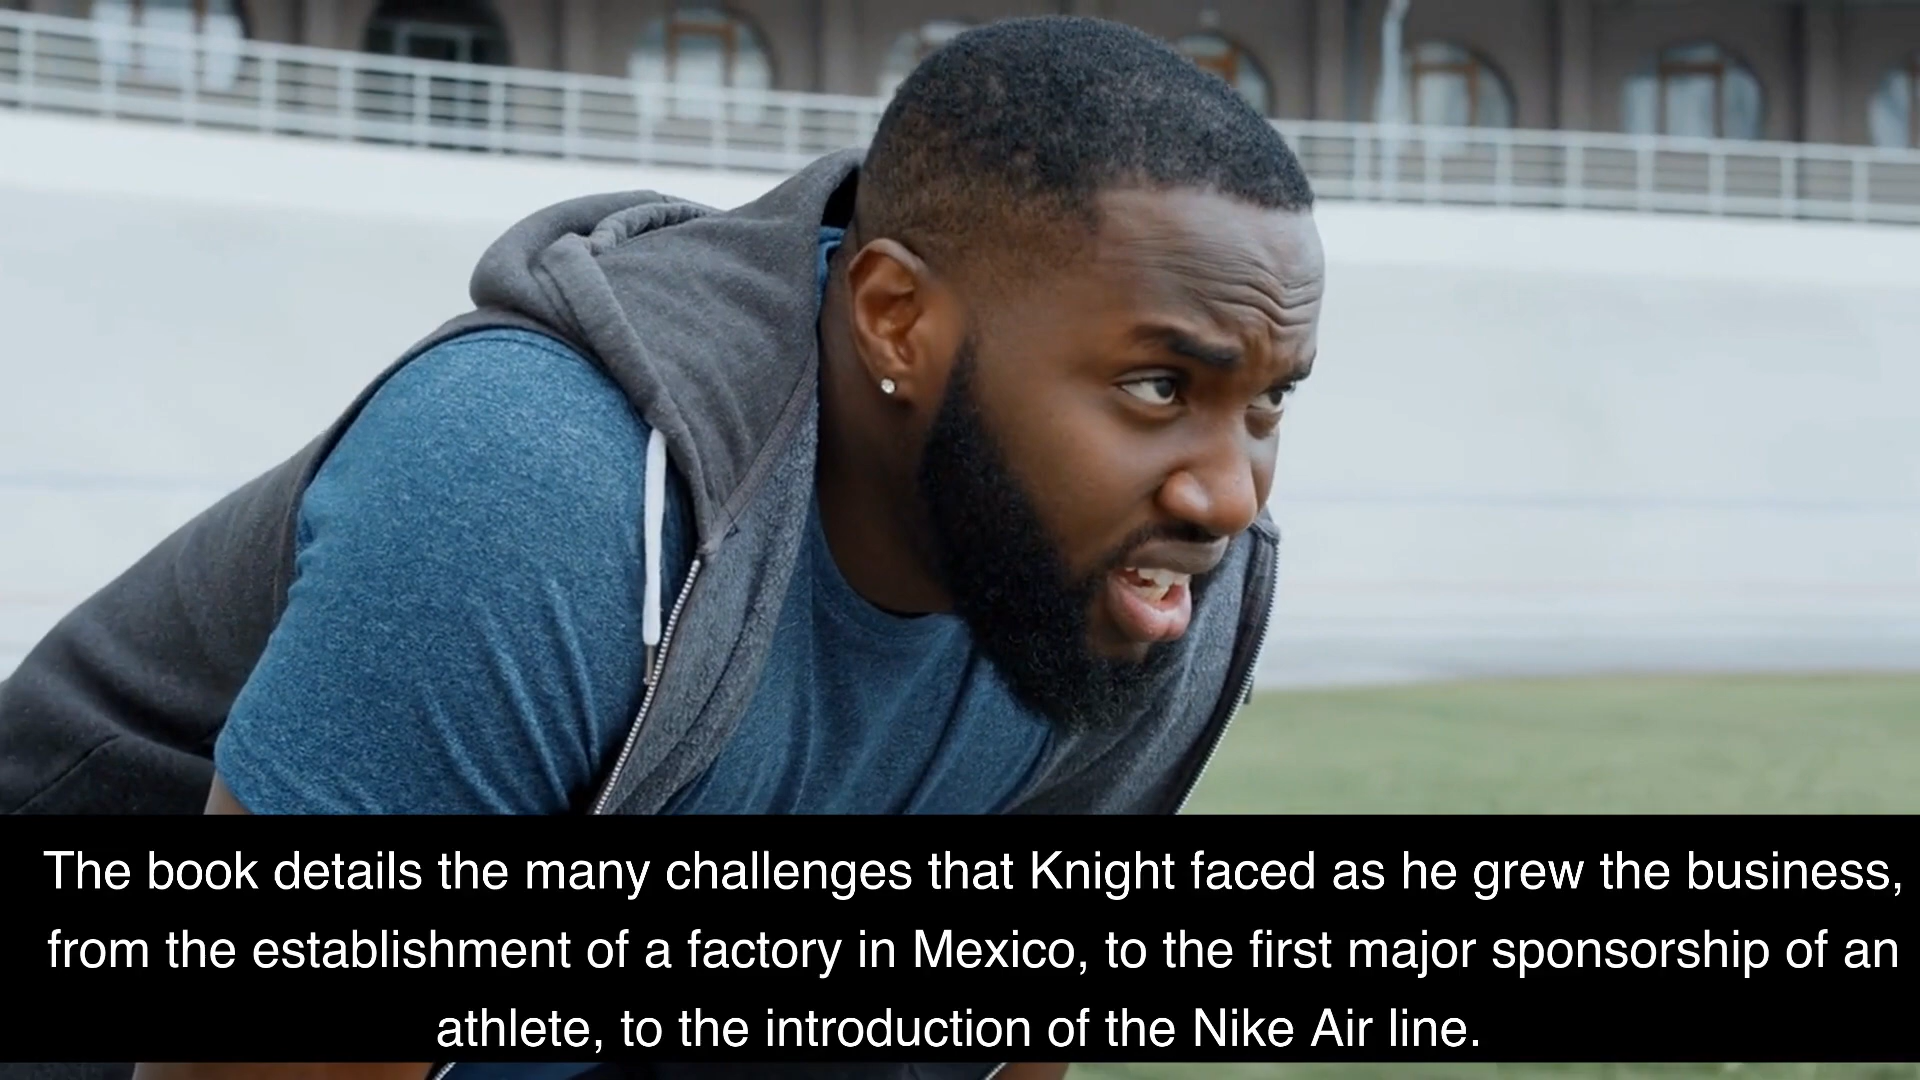 The book details the many challenges that Knight faced as he grew the business,
from the establishment of a factory in Mexico, to the first major sponsorship of an
athlete, to the introduction of the Nike Air line.